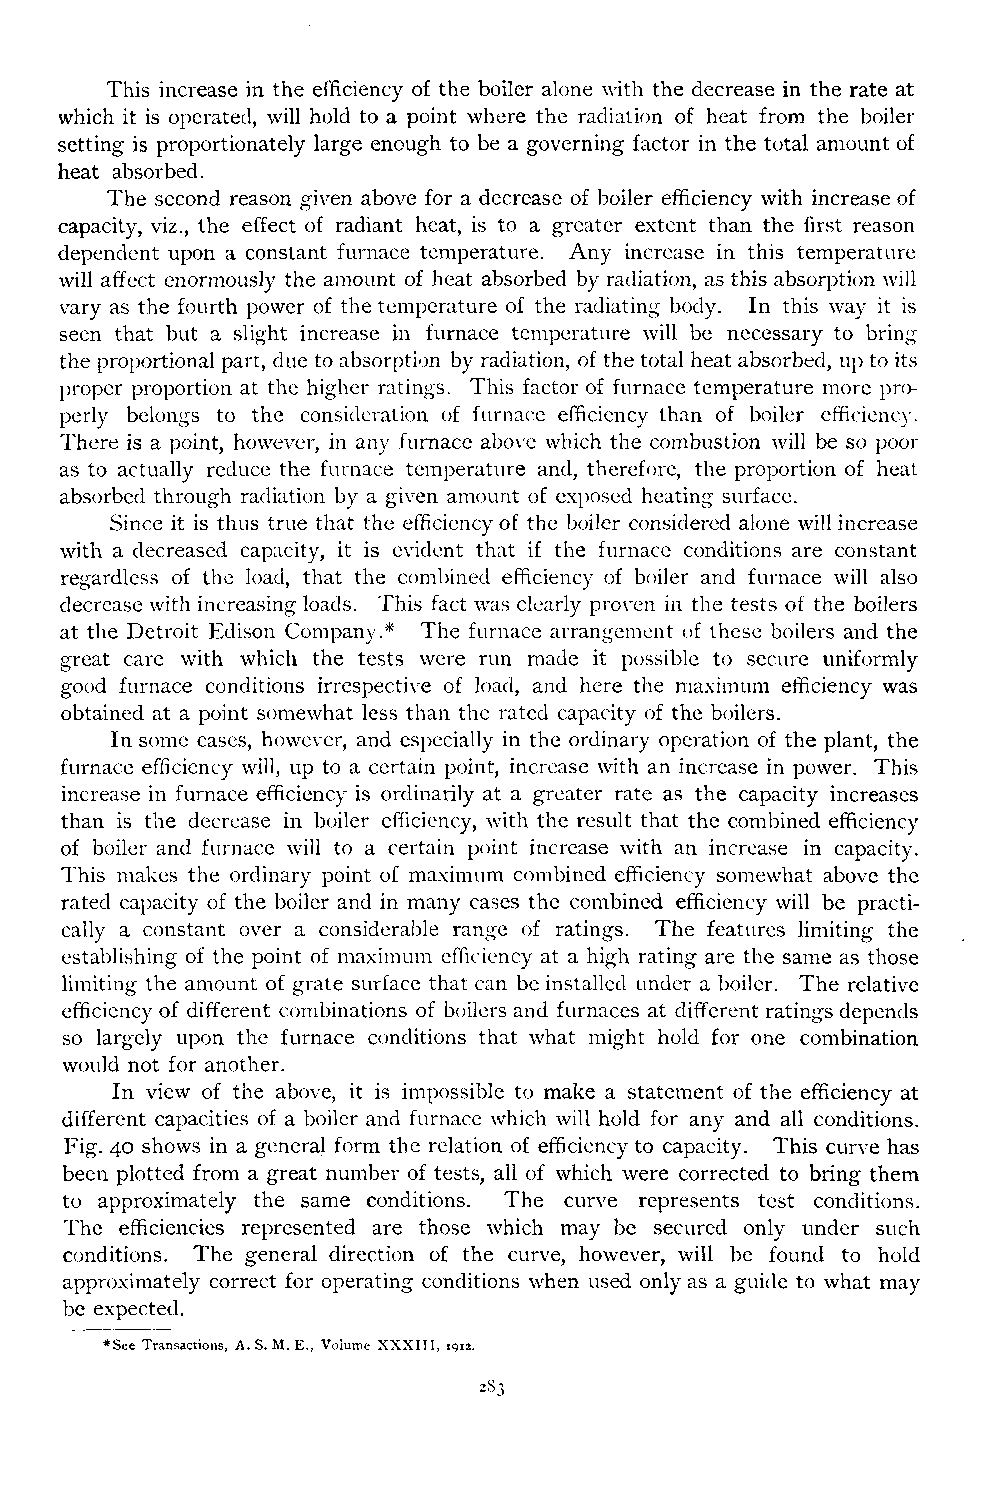 This increase in the efficiency of the boiler alone with the decrease in the rate at
which it is operated, will hold to a point where the radiation of heat from the boiler
setting is proportionately large enough to be a governing factor in the total amount of
heat absorbed.
The second reason given above for a decrease of boiler efficiency with increase of
capacity, viz., the effect of radiant heat, is to a greater extent than the first reason
dependent upon a constant furnace temperature. Any increase in this temperature
will affect enormously the amount of heat absorbed by radiation, as this absorption will
vary as the fourth power of the temperature of the radiating body. In this way it is
seen that but a slight increase in furnace temperature will be necessary to bring
the proportional part, due to absorption by radiation, of the total heat absorbed, up to its
proper proportion at the higher ratings. This factor of furnace temperature more pro-
perly belongs to the consideration of furnace efficiency than of boiler efficiency.
There is a point, however, in any furnace above which the combustion will be so poor
as to actually reduce the furnace temperature and, therefore, the proportion of heat
absorbed through radiation by a given amount of exposed heating surface.
Since it is thus true that the efficiency of the boiler considered alone will increase
with a decreased capacity, it is evident that if the furnace conditions are constant
regardless of the load, that the combined efficiency of boiler and furnace will also
decrease with increasing loads. This fact was clearly proven in the tests of the boilers
at the Detroit Edison Company.* The furnace arrangement of these boilers and the
great care with which the tests were run made it possible to secure uniformly
good furnace conditions irrespective of load, and here the maximum efficiency was
obtained at a point somewhat less than the rated capacity of the boilers.
In some cases, however, and especially in the ordinary operation of the plant, the
furnace efficiency will, up to a certain point, increase with an increase in power. This
increase in furnace efficiency is ordinarily at a greater rate as the capacity increases
than is the decrease in boiler efficiency, with the result that the combined efficiency
of boiler and furnace will to a certain point increase with an increase in capacity.
This makes the ordinary point of maximum combined efficiency somewhat above the
rated capacity of the boiler and in many cases the combined efficiency will be practi-
cally a constant over a considerable range of ratings. The features limiting the
establishing of the point of maximum efficiency at a high rating are the same as those
limiting the amount of grate surface that can be installed under a boiler. The relative
efficiency of different combinations of boilers and furnaces at different ratings depends
so largely upon the furnace conditions that what might hold for one combination
would not for another.
In view of the above, it is impossible to make a statement of the efficiency at
different capacities of a boiler and furnace which will hold for any and all conditions.
Fig. 40 shows in a general form the relation of efficiency to capacity. This curve has
been plotted from a great number of tests, all of which were corrected to bring them
to approximately the same conditions. The curve represents test conditions.
The efficiencies represented are those which may be secured only under such
conditions. The general direction of the curve, however, will be found to hold
approximately correct for operating conditions when used only as a guide to what may
be expected.
*See Transactions, A. S. M. E., Volume XXXIII, 1912.
283